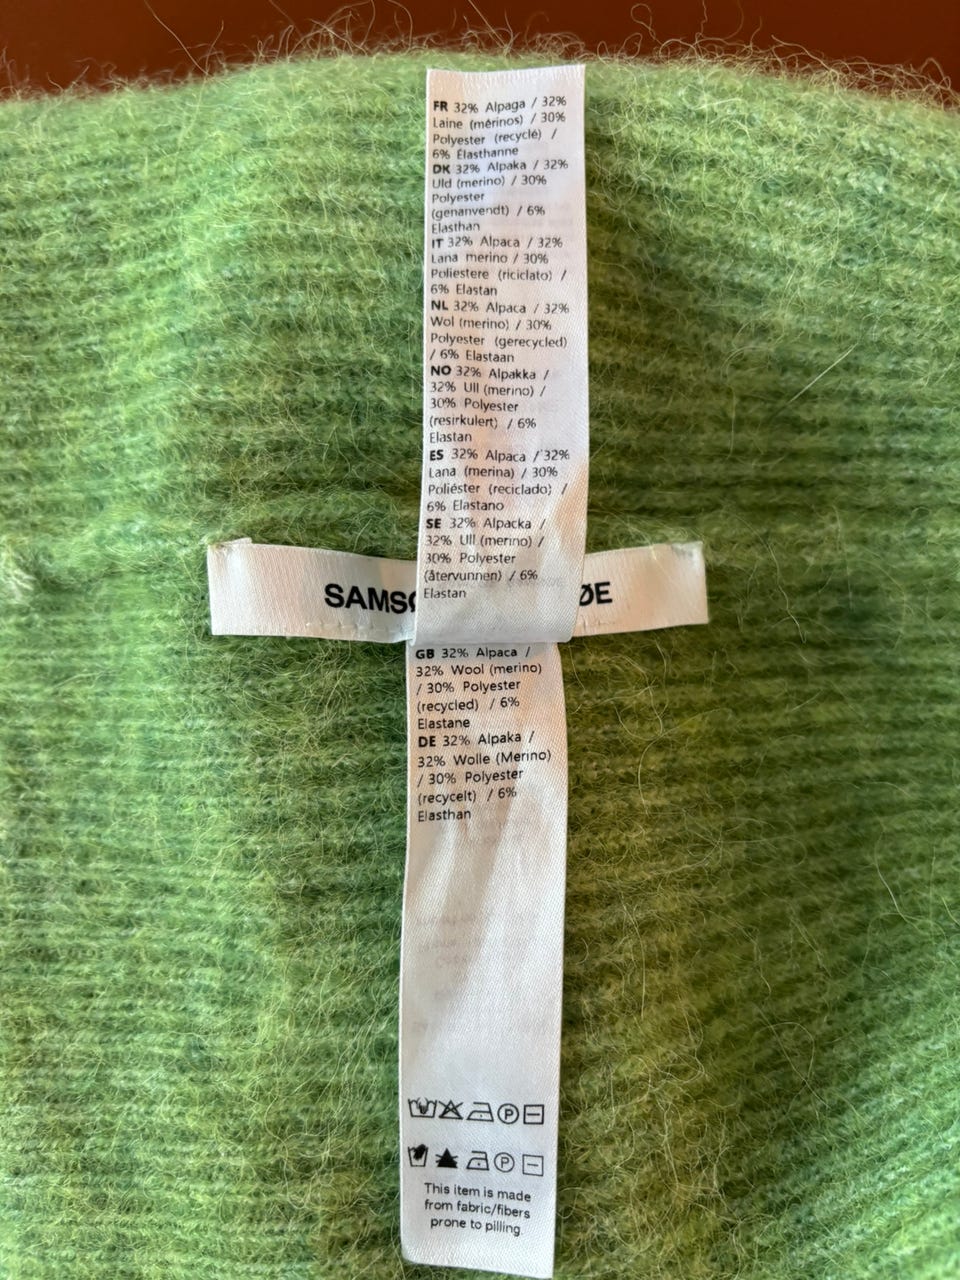 FR 32% Alpaga / 32%
Laine (mérinos) / 30%
Polyester (recyclé) /
6% Élasthanne
DK 32% Alpaka / 32%
Uld (merino) / 30%
Polyester
(genanvendt) / 6%
Elasthan
IT 32% Alpaca / 32%
Lana merino / 30%
Poliestere (riciclato) /
6% Elastan
NL 32% Alpaca / 32%
Wol (merino) / 30%
Polyester (gerecycled)
/ 6% Elastaan
NO 32% Alpakka /
32% Ull (merino) /
30% Polyester
(resirkulert) / 6%
Elastan
ES 32% Alpaca / 32%
Lana (merina) / 30%
Poliéster (reciclado) /
6% Elastano
SE 32% Alpacka /
32% Ull (merino) /
30% Polyester
(återvunnen) / 6%
Elastan
SAMSØ ØE
GB 32% Alpaca /
32% Wool (merino)
/ 30% Polyester
(recycled) / 6%
Elastane
DE 32% Alpaka /
32% Wolle (Merino)
/ 30% Polyester
(recycelt) / 6%
Elasthan
P
P
This item is made
from fabric/fibers
prone to pilling.